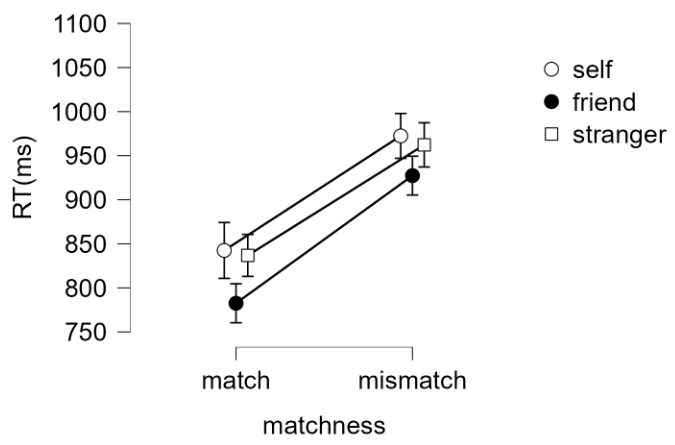 1100
1050
1000
950
900
850
800
750
RT(ms)
match
mismatch
matchness
self
friend
stranger